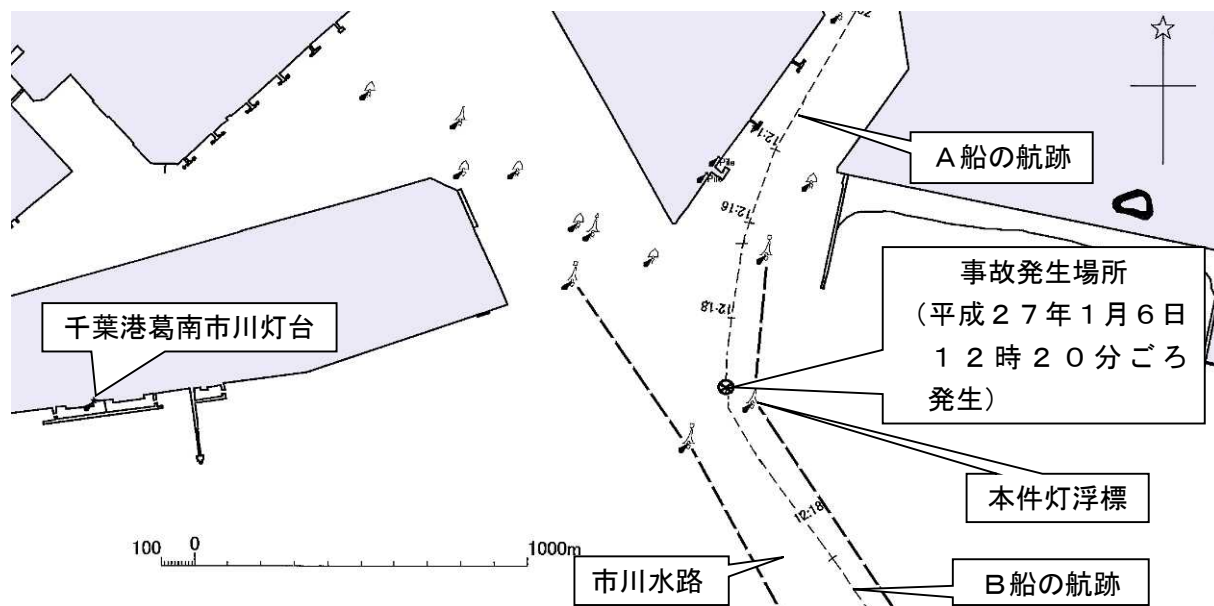 A船の航跡
事故発生場所
(平成27年1月6日
12時20分ごろ
発生)
千葉港葛南市川灯台
本件灯浮標
市川水路
B船の航跡
100 0 1000m
12:16
12:18
12:18